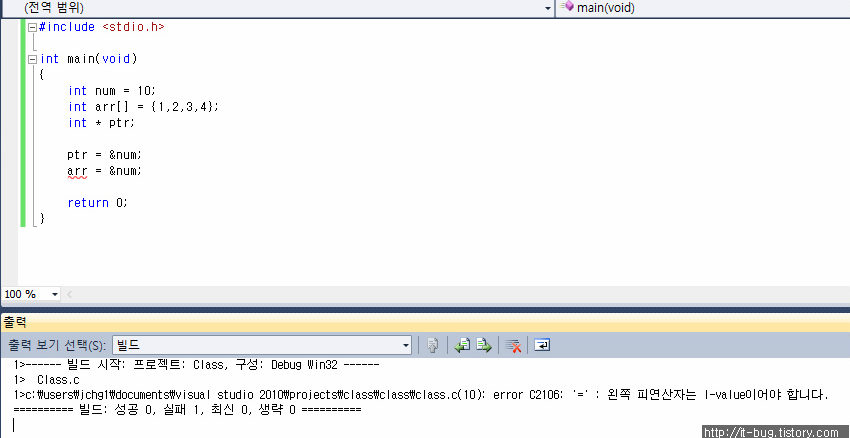 (전역 범위) main(void)
#include <stdio.h>
int main(void)
{
int num = 10;
int arr[] = {1,2,3,4};
int * ptr;
ptr = &num;
arr = &num;
return 0;
}
100 %
출력
출력 보기 선택(S): 빌드
1>------ 빌드 시작: 프로젝트: Class, 구성: Debug Win32 ------
1>  Class.c
1>c:₩users₩jchg1₩documents₩visual studio 2010₩projects₩class₩class₩class.c(10): error C2106: '=' : 왼쪽 피연산자는 l-value이어야 합니다.
========== 빌드: 성공 0, 실패 1, 최신 0, 생략 0 ==========
http://it-bug.tistory.com